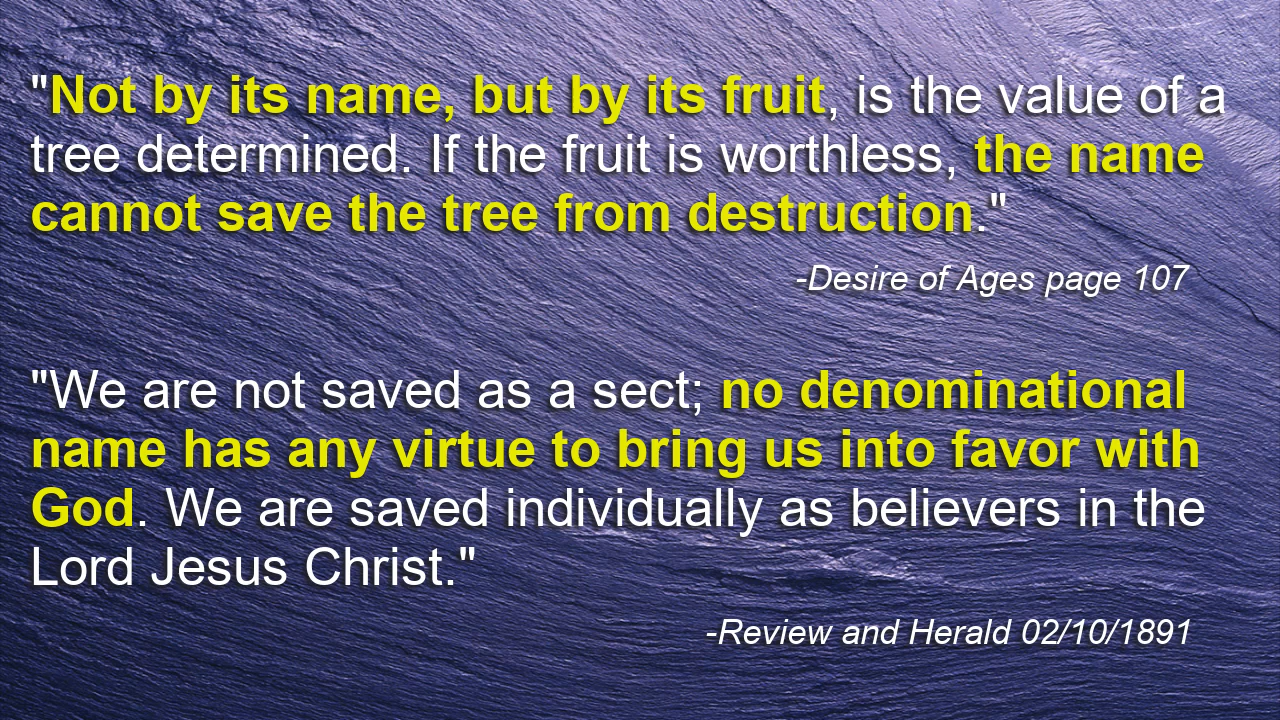 "Not by its name, but by its fruit, is the value of a
tree determined. If the fruit is worthless, the name
cannot save the tree from destruction."
-Desire of Ages page 107
"We are not saved as a sect; no denominational
name has any virtue to bring us into favor with
God. We are saved individually as believers in the
Lord Jesus Christ."
-Review and Herald 02/10/1891